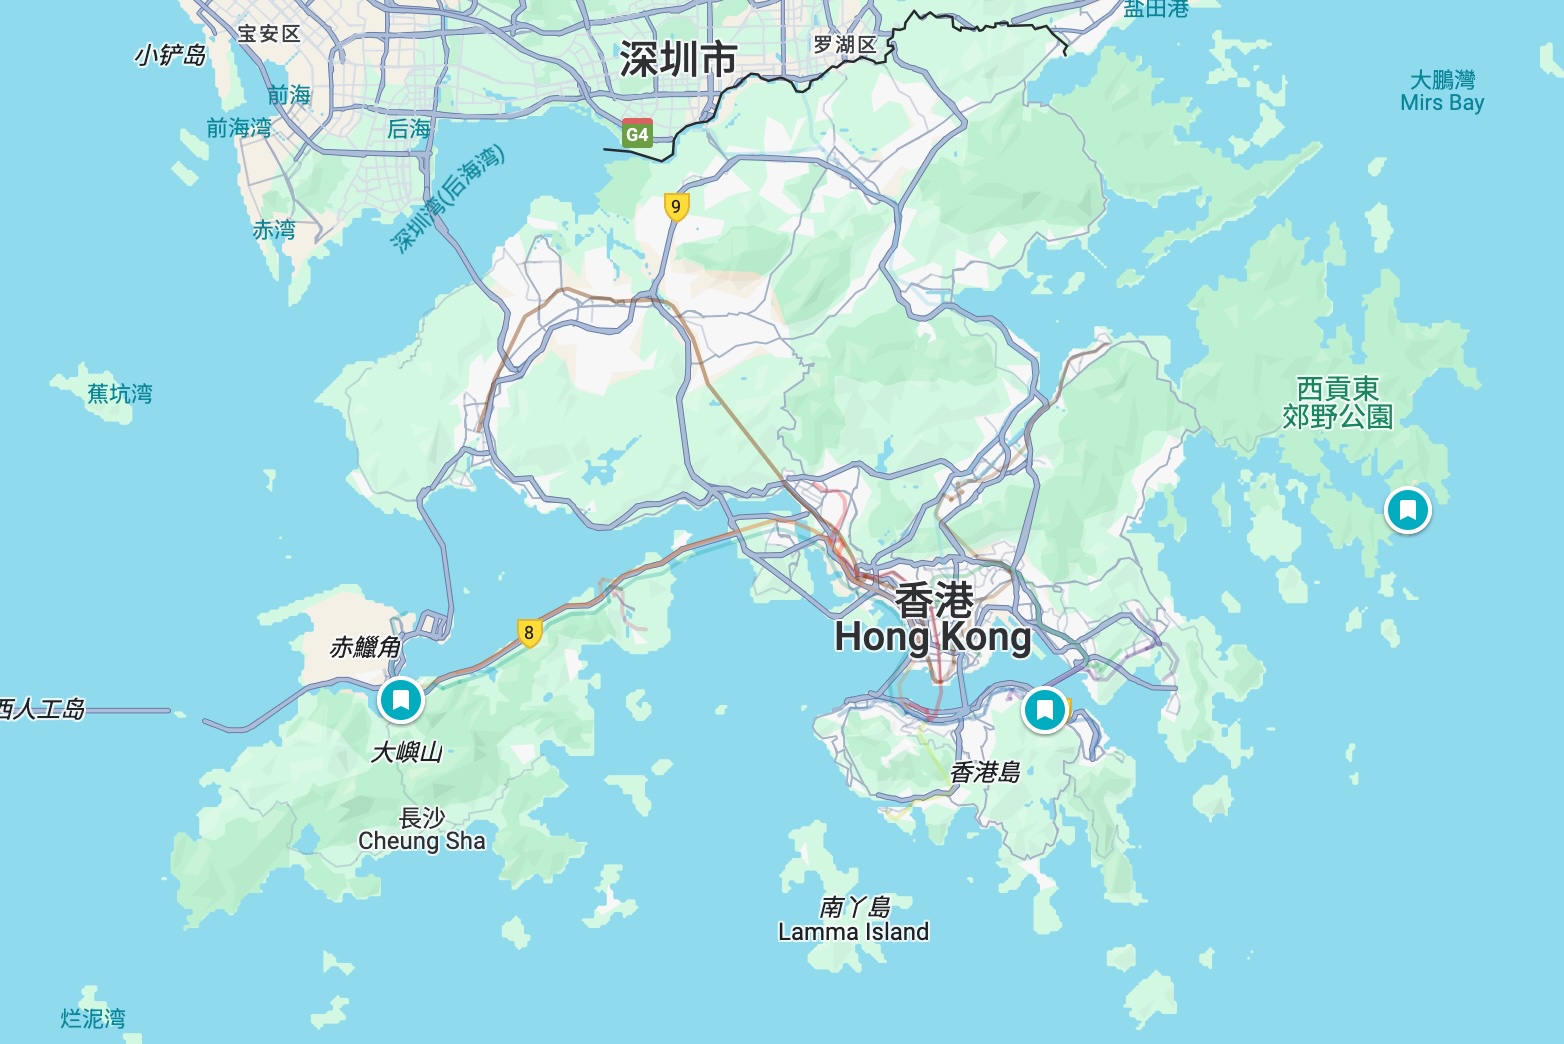 盐田港
宝安区
小铲岛
深圳市
罗湖区
大鵬灣
Mirs Bay
前海
前海湾
后海
G4
深圳湾(后海湾)
9
赤湾
蕉坑湾
西貢東
郊野公園
香港
Hong Kong
8
赤鱲角
西人工岛
大嶼山
香港島
長沙
Cheung Sha
南丫島
Lamma Island
烂泥湾